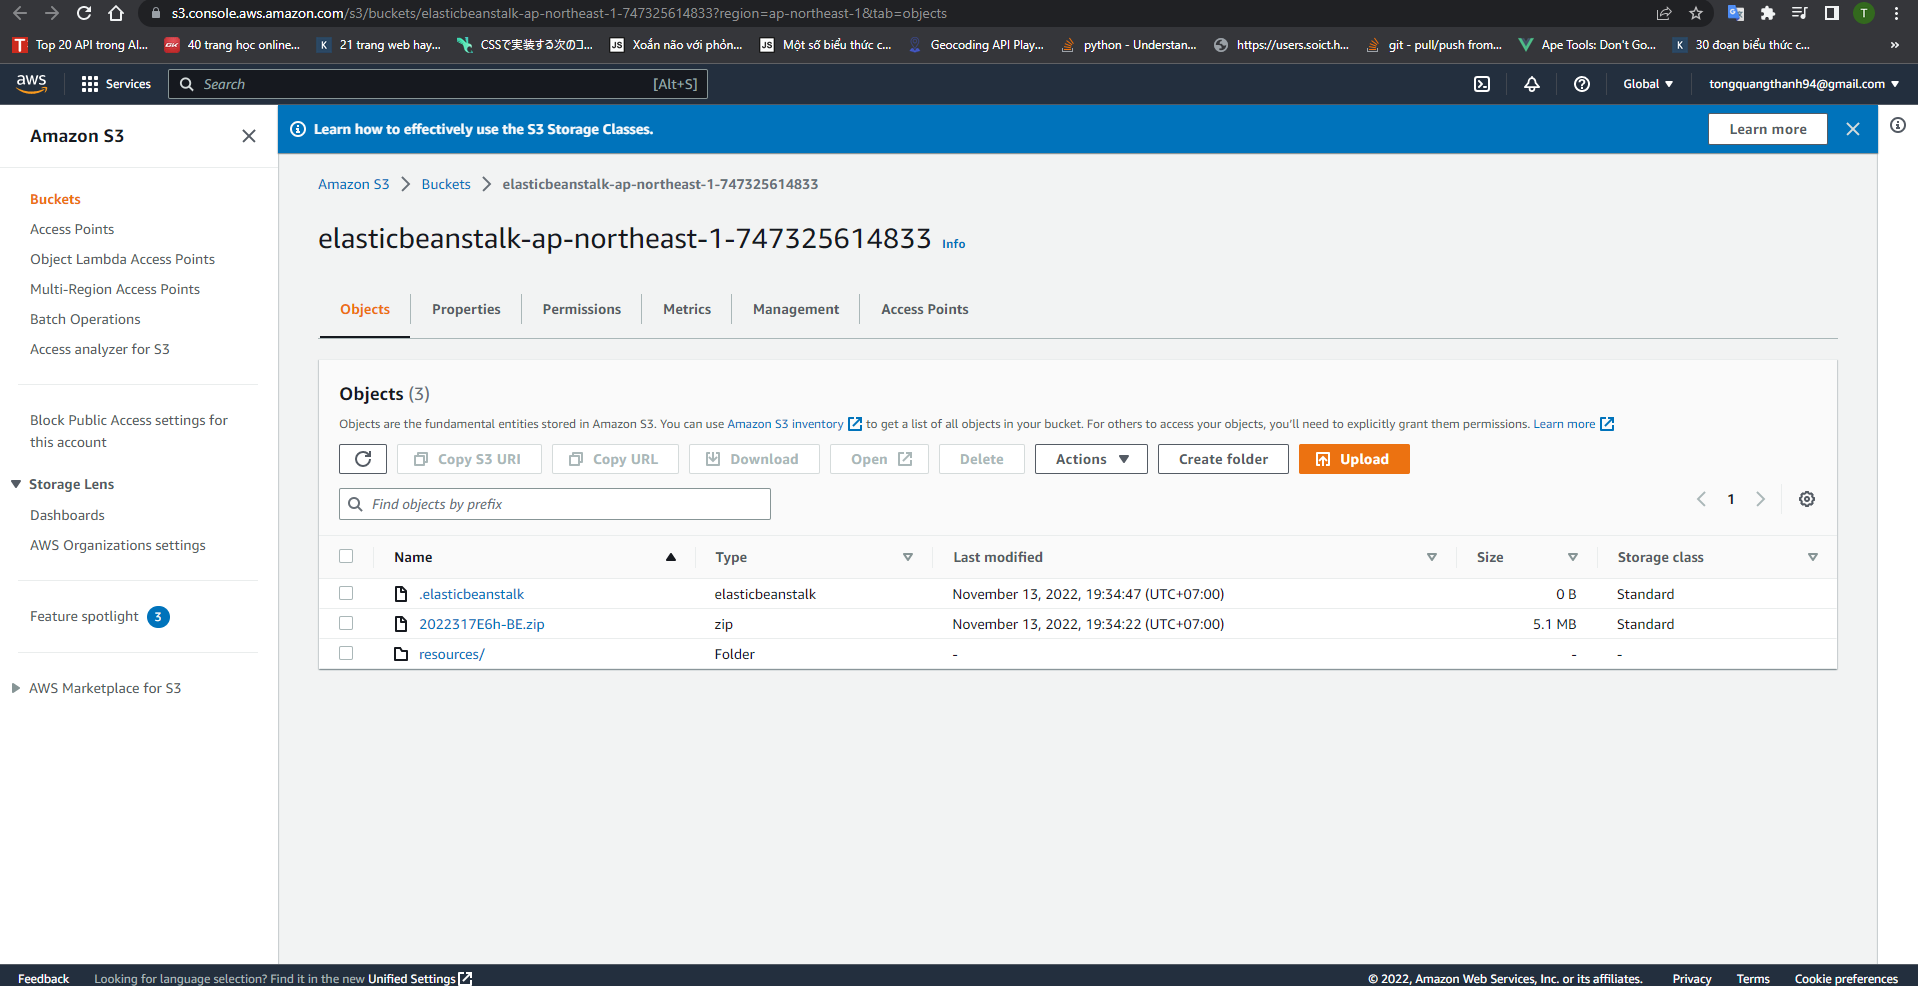 s3.console.aws.amazon.com/s3/buckets/elasticbeanstalk-ap-northeast-1-747325614833?region=ap-northeast-1&tab=objects
T
Top 20 API trong Al... 40 trang học online... K 21 trang web hay... CSSで実装する次のコ... JS Xoắn não với phỏn... JS Một số biểu thức c... Geocoding API Play... python - Understan... https://users.soict.h... git - pull/push from... Ape Tools: Don't Go... K 30 đoạn biểu thức c... »
aws Services Search [Alt+S] Global tongquangthanh94@gmail.com
Amazon S3
Buckets
Access Points
Object Lambda Access Points
Multi-Region Access Points
Batch Operations
Access analyzer for S3
Block Public Access settings for
this account
Storage Lens
Dashboards
AWS Organizations settings
Feature spotlight 3
AWS Marketplace for S3
Learn how to effectively use the S3 Storage Classes. Learn more
Amazon S3 > Buckets > elasticbeanstalk-ap-northeast-1-747325614833
elasticbeanstalk-ap-northeast-1-747325614833 Info
Objects Properties Permissions Metrics Management Access Points
Objects (3)
Objects are the fundamental entities stored in Amazon S3. You can use Amazon S3 inventory to get a list of all objects in your bucket. For others to access your objects, you'll need to explicitly grant them permissions. Learn more
Copy S3 URI Copy URL Download Open Delete Actions Create folder Upload
Find objects by prefix 1
Name Type Last modified Size Storage class
.elasticbeanstalk elasticbeanstalk November 13, 2022, 19:34:47 (UTC+07:00) 0 B Standard
2022317E6h-BE.zip zip November 13, 2022, 19:34:22 (UTC+07:00) 5.1 MB Standard
resources/ Folder - - -
Feedback Looking for language selection? Find it in the new Unified Settings © 2022, Amazon Web Services, Inc. or its affiliates. Privacy Terms Cookie preferences